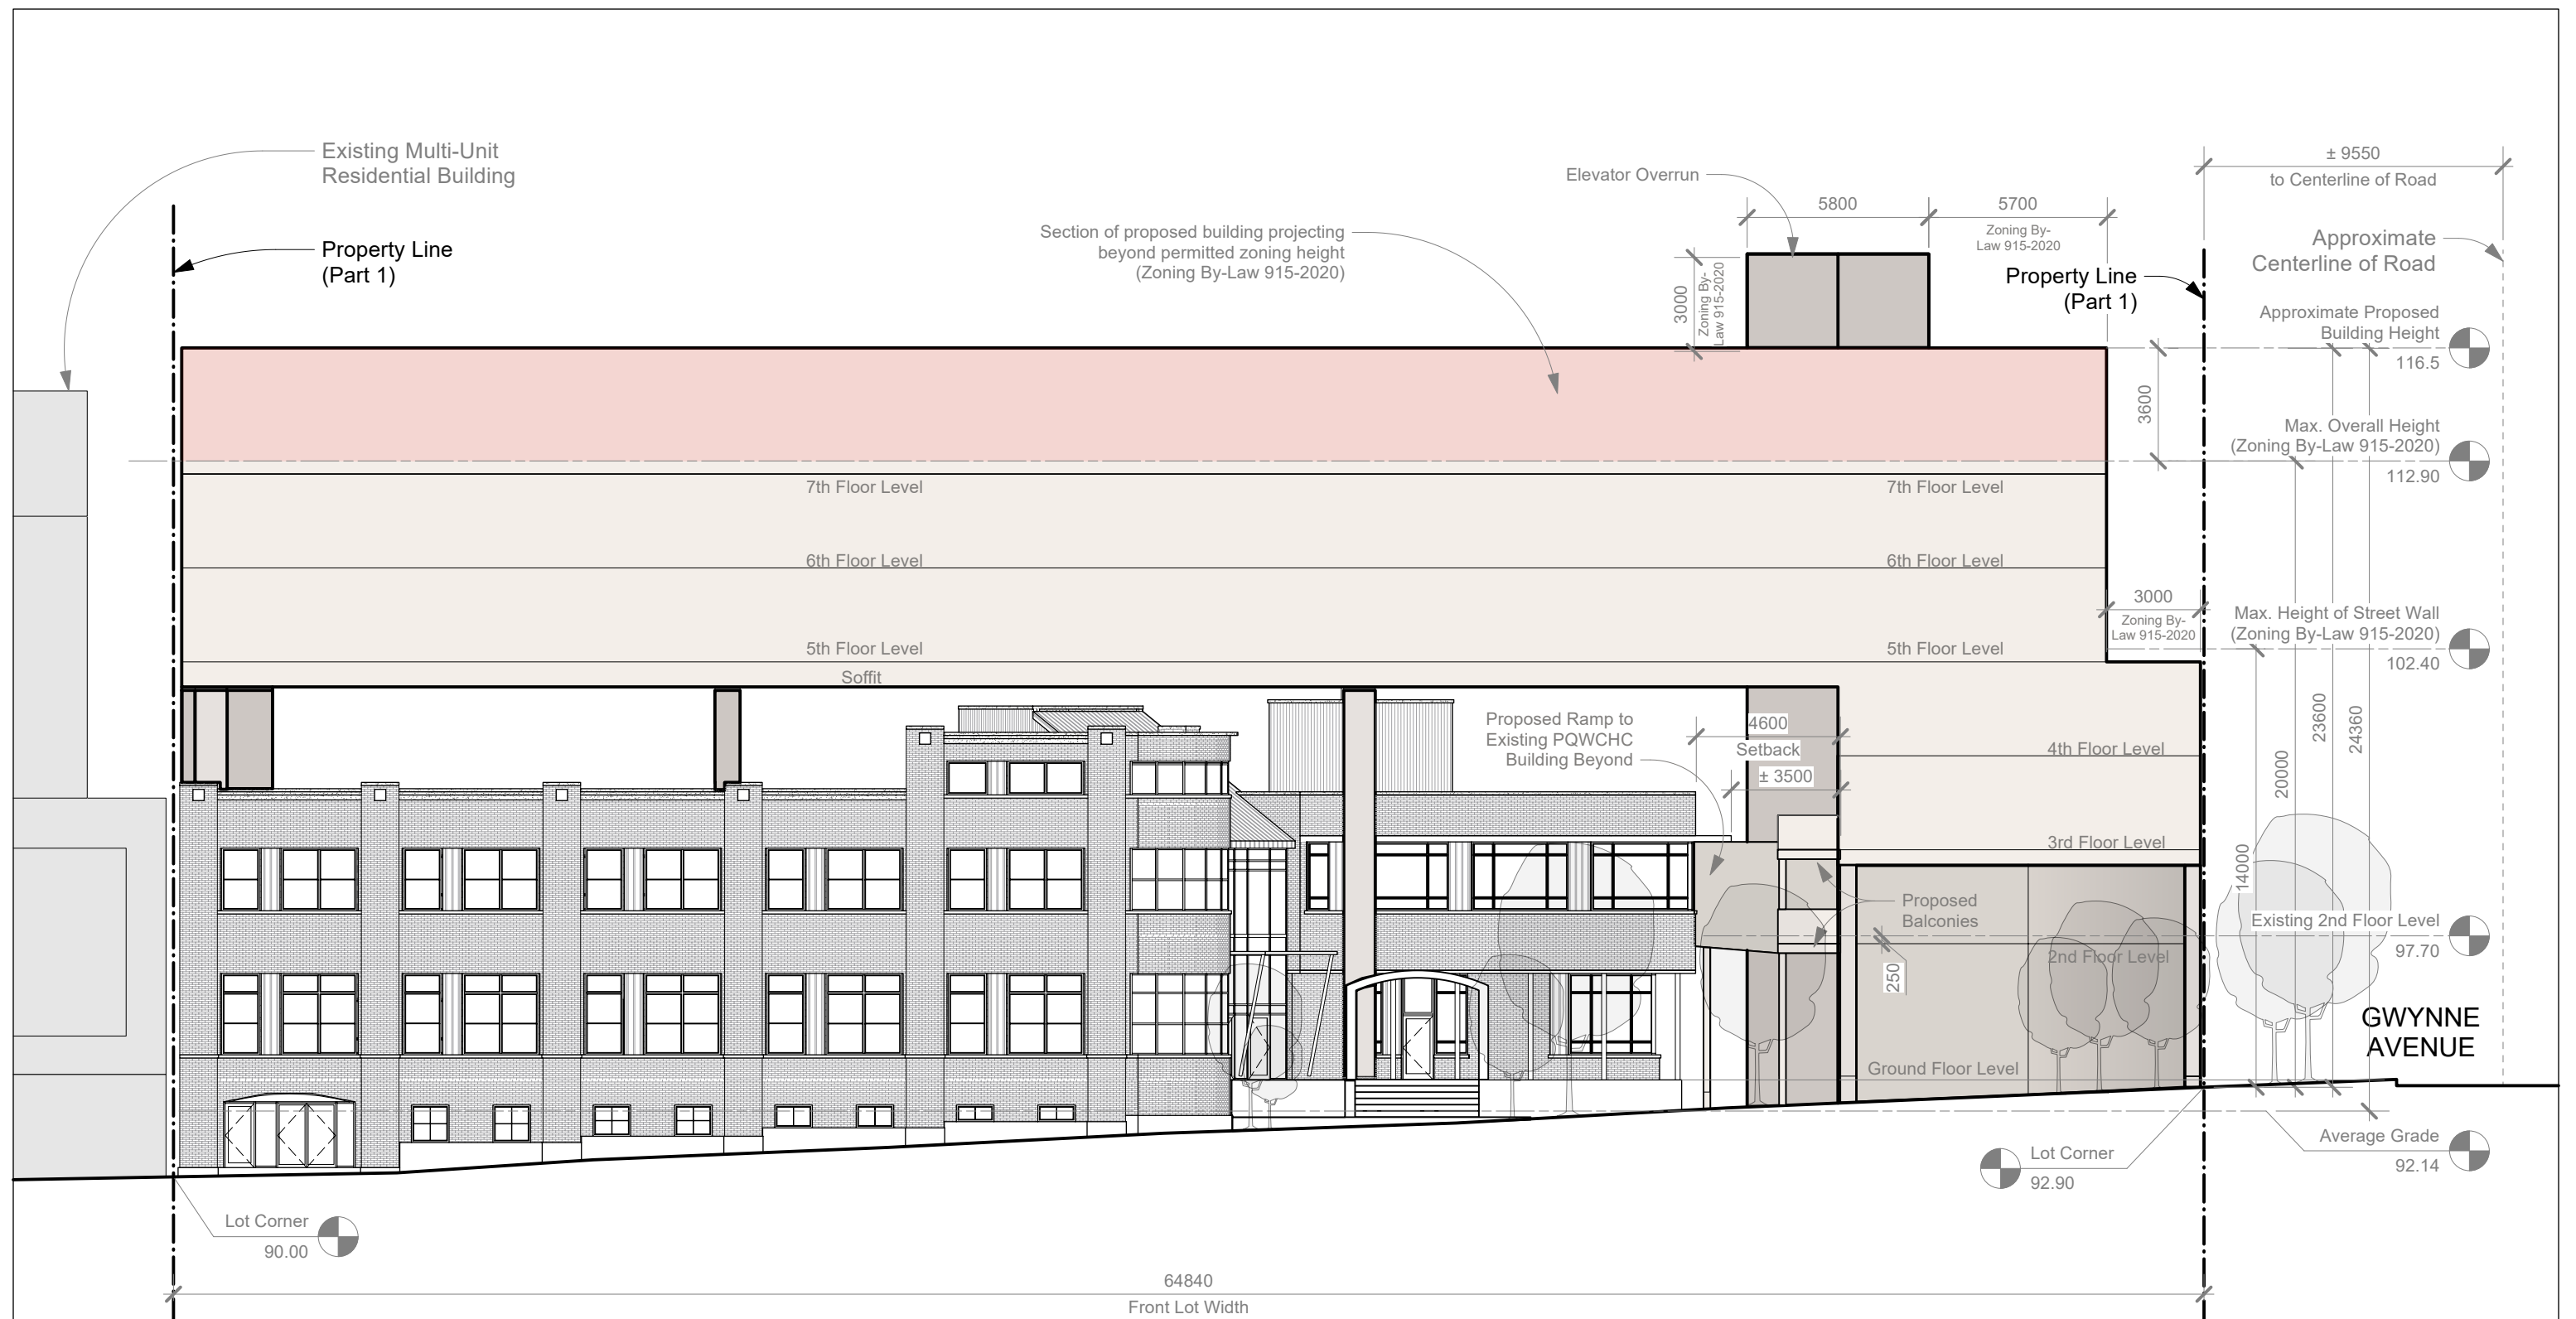 Existing Multi-Unit
Residential Building
Property Line
(Part 1)
Section of proposed building projecting
beyond permitted zoning height
(Zoning By-Law 915-2020)
Elevator Overrun
5800
5700
Zoning By-
Law 915-2020
3000
Zoning By-
Law 915-2020
± 9550
to Centerline of Road
Approximate
Centerline of Road
Property Line
(Part 1)
Approximate Proposed
Building Height
116.5
3600
Max. Overall Height
(Zoning By-Law 915-2020)
112.90
7th Floor Level
7th Floor Level
6th Floor Level
6th Floor Level
3000
Zoning By-
Law 915-2020
Max. Height of Street Wall
(Zoning By-Law 915-2020)
102.40
5th Floor Level
5th Floor Level
Soffit
Proposed Ramp to
Existing PQWCHC
Building Beyond
4600
Setback
± 3500
4th Floor Level
3rd Floor Level
20000
23600
24360
14000
Proposed
Balconies
Existing 2nd Floor Level
97.70
2nd Floor Level
250
GWYNNE
AVENUE
Ground Floor Level
Average Grade
92.14
Lot Corner
92.90
Lot Corner
90.00
64840
Front Lot Width